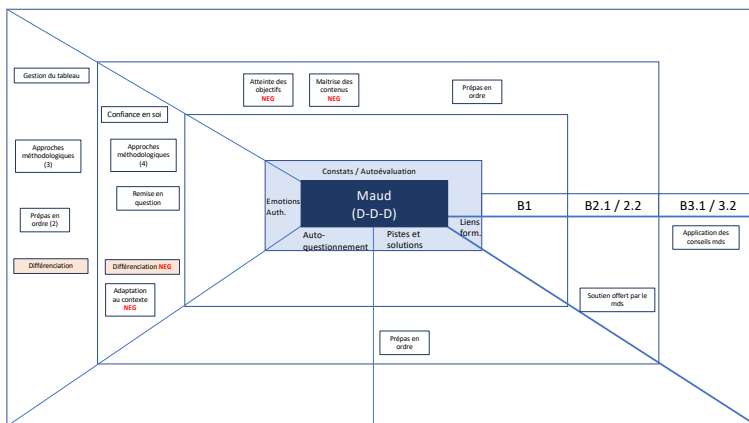 Gestion du tableau
Atteinte des
objectifs
NEG
Maitrise des
contenus
NEG
Prépas en
ordre
Confiance en soi
Approches
méthodologiques
(3)
Approches
méthodologiques
(4)
Constats / Autoévaluation
Remise en
question
Emotions
Auth.
Maud
(D-D-D)
B1
B2.1 / 2.2
B3.1 / 3.2
Prépas en
ordre (2)
Liens
form.
Auto-
questionnement
Pistes et
solutions
Application des
conseils mds
Différenciation
Différenciation NEG
Adaptation
au contexte
NEG
Soutien offert par le
mds
Prépas en
ordre